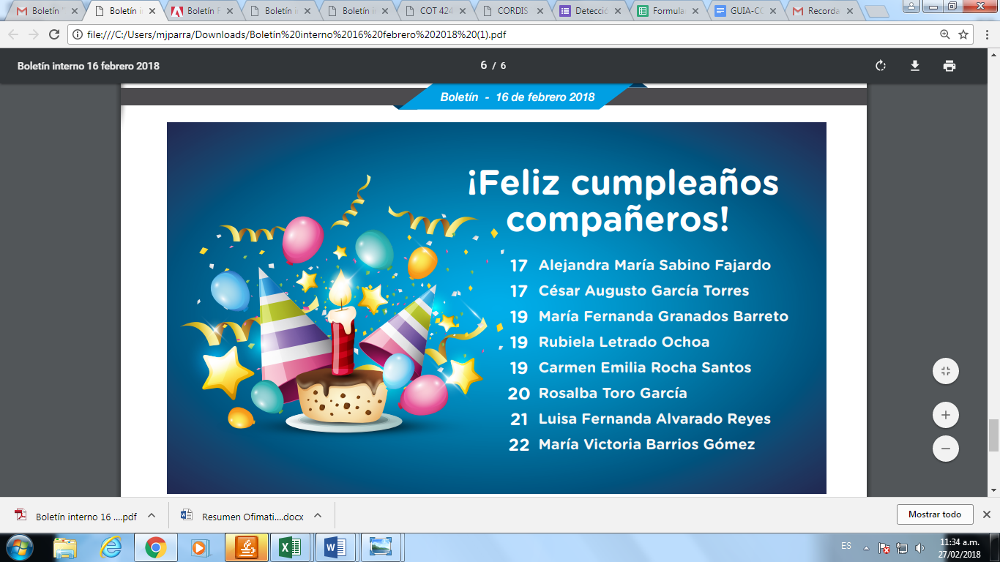 Boletín "
Boletín in
Boletín F
Boletín in
Boletín in
COT 424
CORDIS
Detecció
Formula
GUIA-CO
Recorda
file:///C:/Users/mjparra/Downloads/Boletín%20interno%2016%20febrero%202018%20(1).pdf
Boletín interno 16 febrero 2018
6 / 6
Boletín - 16 de febrero 2018
¡Feliz cumpleaños
compañeros!
17 Alejandra María Sabino Fajardo
17 César Augusto García Torres
19 María Fernanda Granados Barreto
19 Rubiela Letrado Ochoa
19 Carmen Emilia Rocha Santos
20 Rosalba Toro García
21 Luisa Fernanda Alvarado Reyes
22 María Victoria Barrios Gómez
Boletín interno 16 ....pdf
Resumen Ofimati....docx
Mostrar todo
ES
11:34 a.m.
27/02/2018